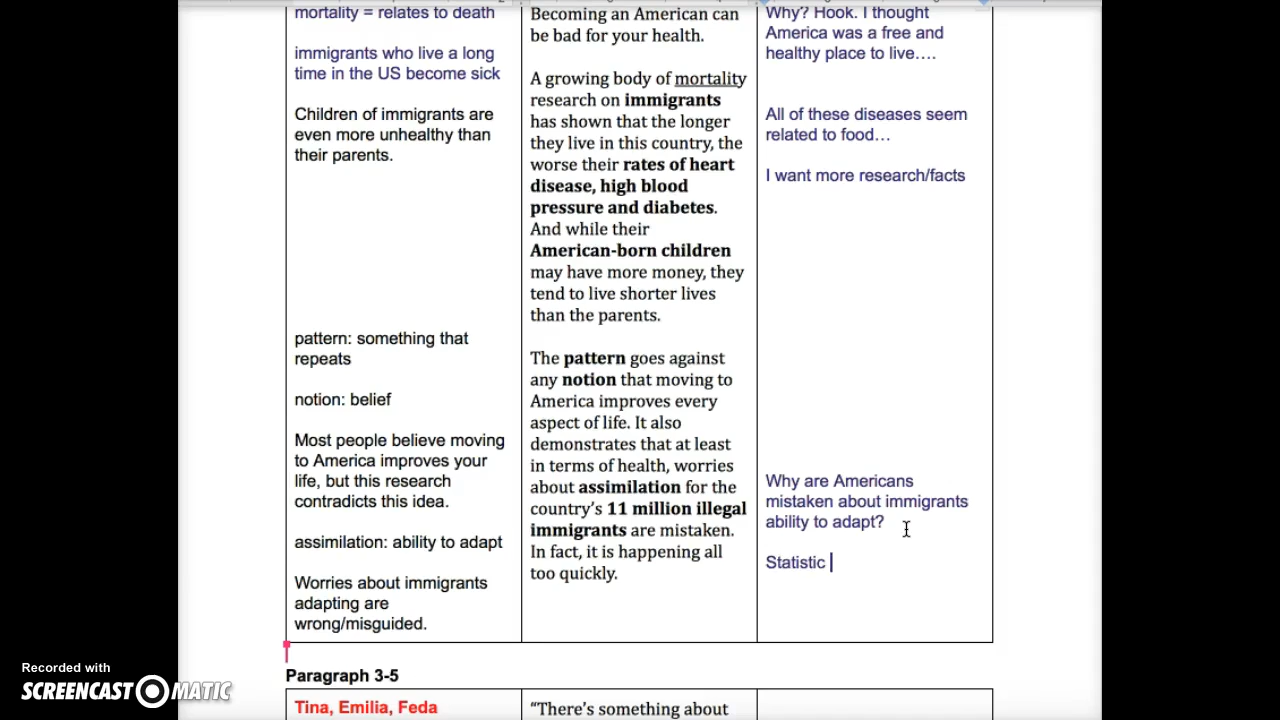 mortality = relates to death
immigrants who live a long
time in the US become sick
Children of immigrants are
even more unhealthy than
their parents.
pattern: something that
repeats
notion: belief
Most people believe moving
to America improves your
life, but this research
contradicts this idea.
assimilation: ability to adapt
Worries about immigrants
adapting are
wrong/misguided.
Becoming an American can
be bad for your health.
A growing body of mortality
research on immigrants
has shown that the longer
they live in this country, the
worse their rates of heart
disease, high blood
pressure and diabetes.
And while their
American-born children
may have more money, they
tend to live shorter lives
than the parents.
The pattern goes against
any notion that moving to
America improves every
aspect of life. It also
demonstrates that at least
in terms of health, worries
about assimilation for the
country's 11 million illegal
immigrants are mistaken.
In fact, it is happening all
too quickly.
Why? Hook. I thought
America was a free and
healthy place to live….
All of these diseases seem
related to food…
I want more research/facts
Why are Americans
mistaken about immigrants
ability to adapt?
Statistic
Paragraph 3-5
Tina, Emilia, Feda
“There's something about
Recorded with
SCREENCAST O MATIC